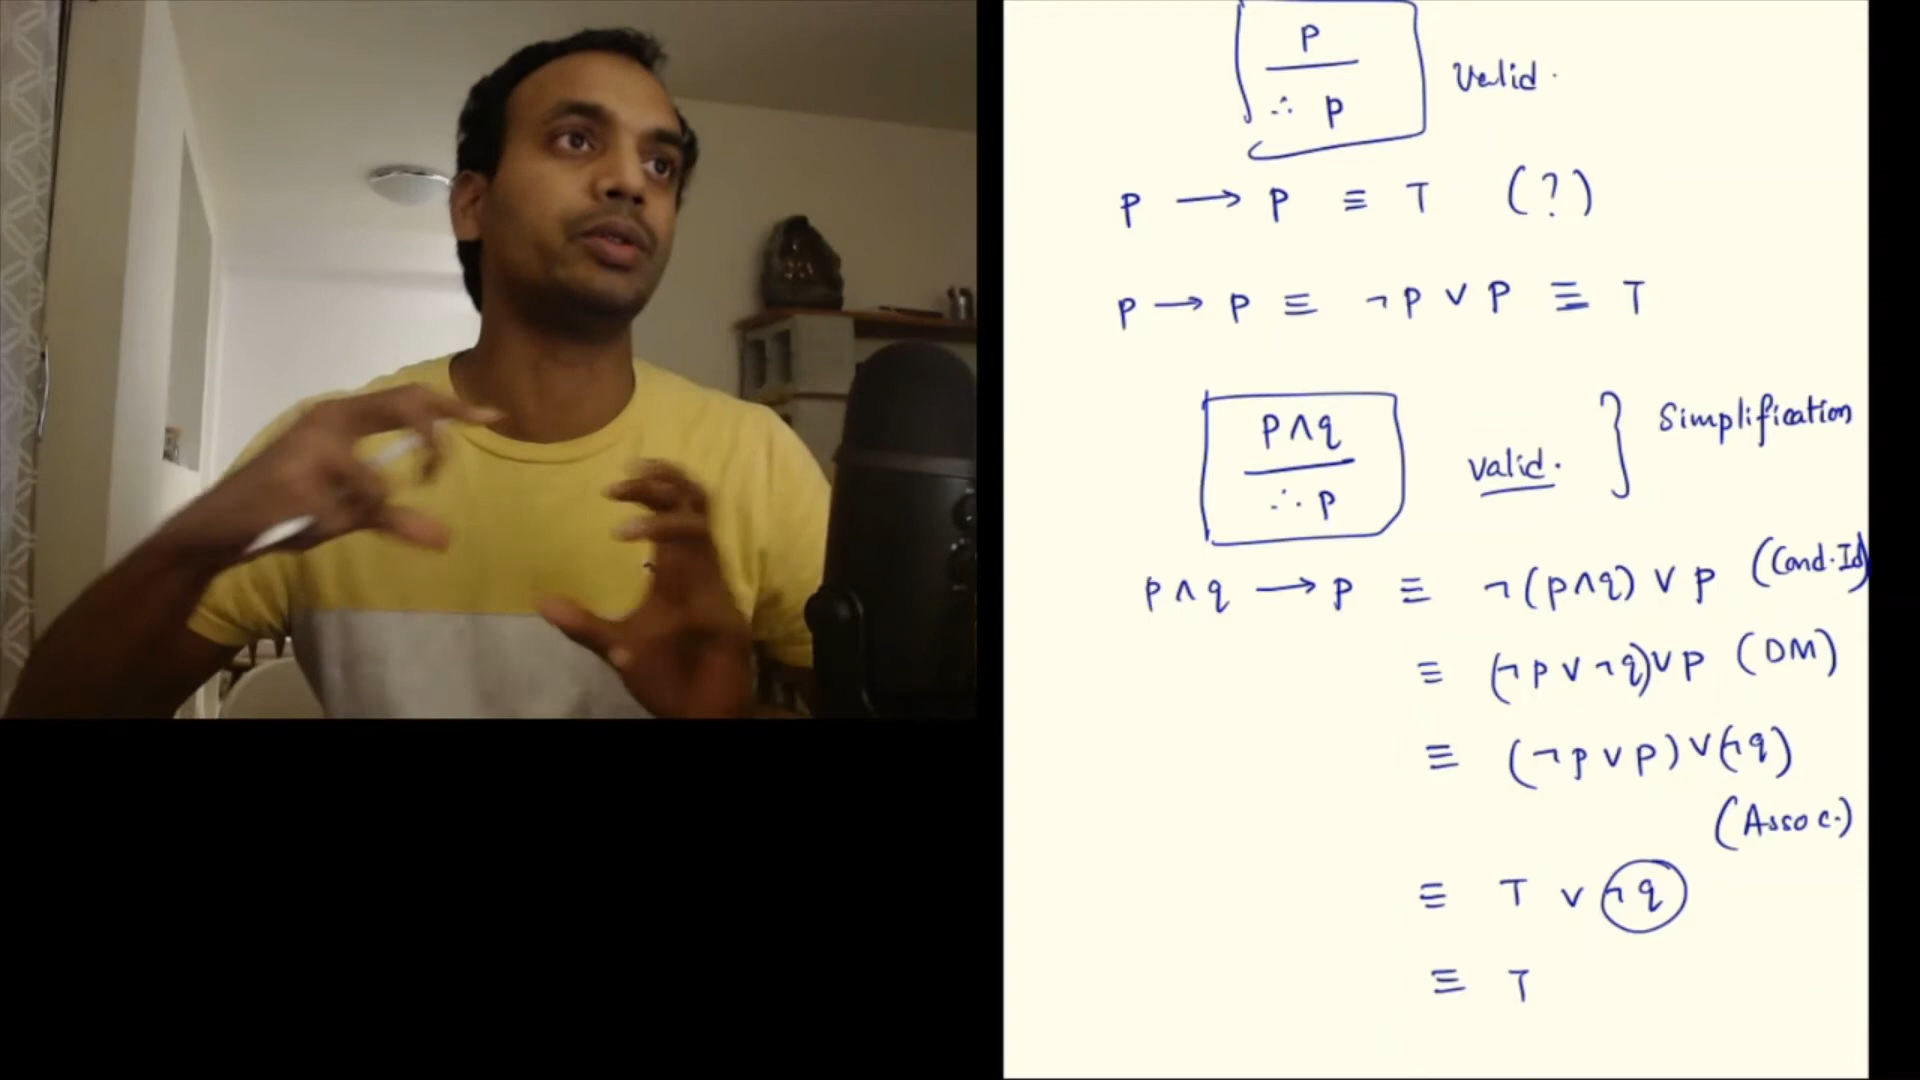 p
∴ p
Valid.
p → p ≡ T (?)
p → p ≡ ¬p ∨ p ≡ T
p∧q
∴ p
valid.
} Simplification
p∧q → p ≡ ¬(p∧q) ∨ p (Cond. Id)
≡ (¬p ∨ ¬q)∨p (DM)
≡ (¬p ∨ p) ∨(¬q)
(Assoc.)
≡ T ∨ ¬q
≡ T